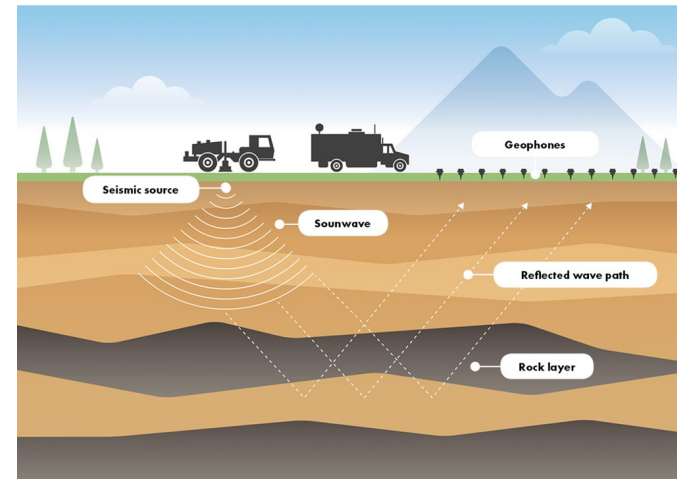 Geophones
Seismic source
Sounwave
Reflected wave path
Rock layer